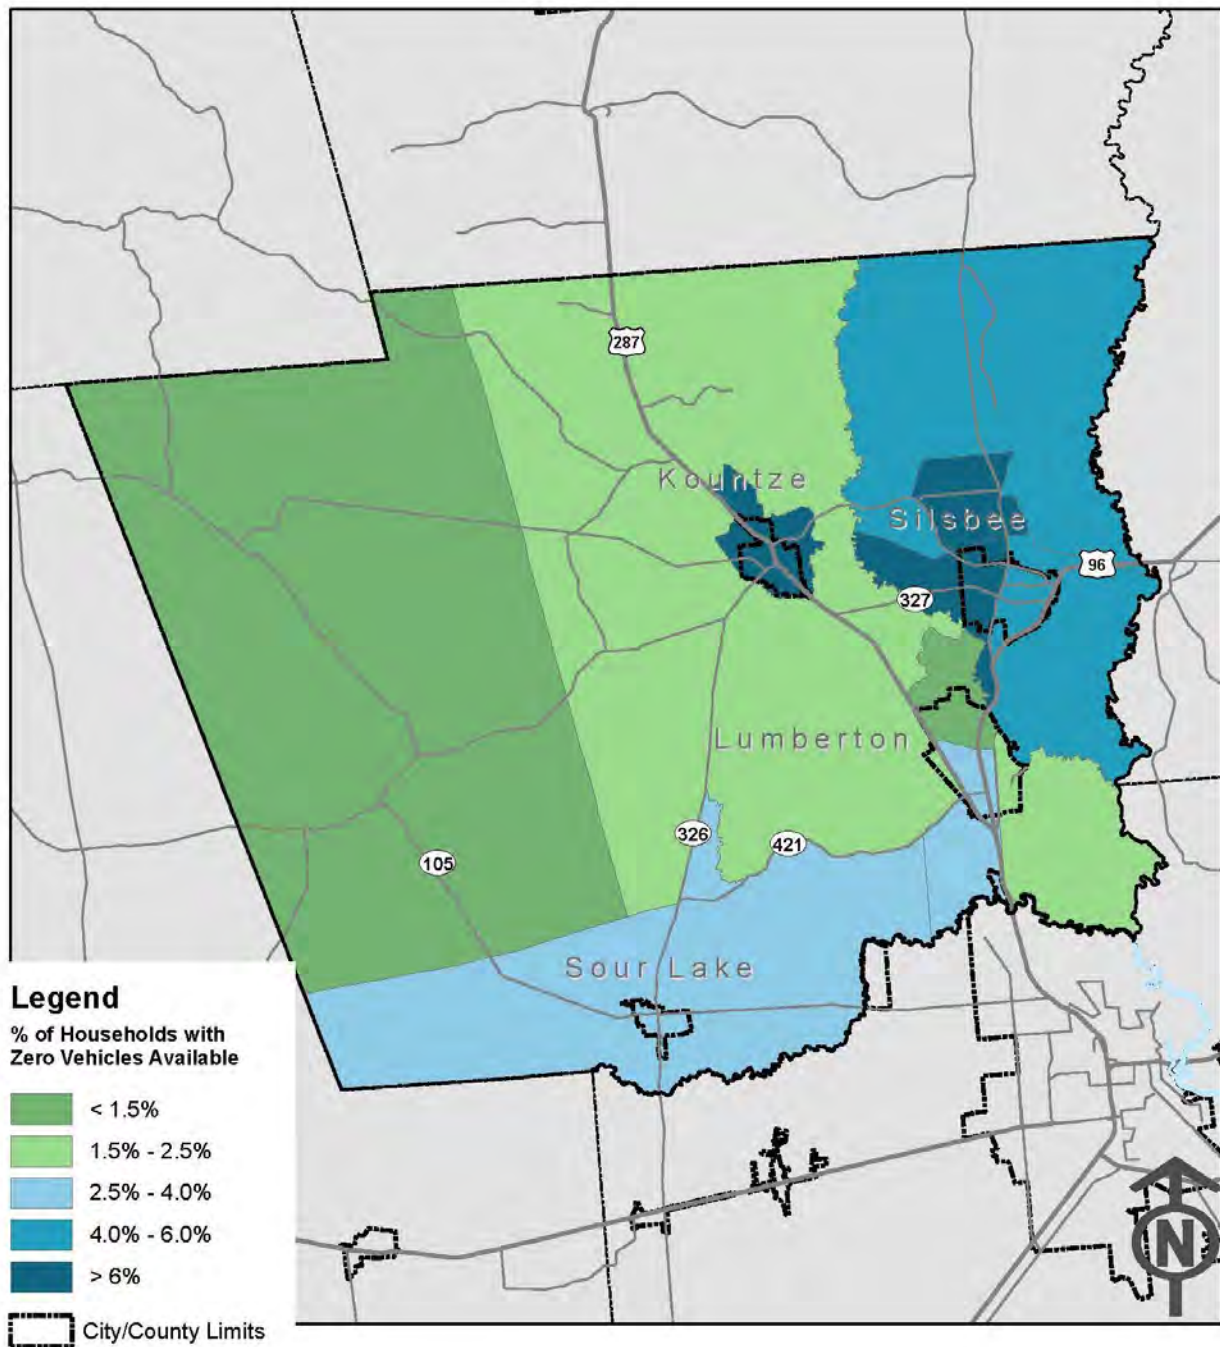 287
Kountze
Silsbee
96
327
Lumberton
326
421
105
Sour Lake
Legend
% of Households with
Zero Vehicles Available
< 1.5%
1.5% - 2.5%
2.5% - 4.0%
4.0% - 6.0%
> 6%
City/County Limits
N